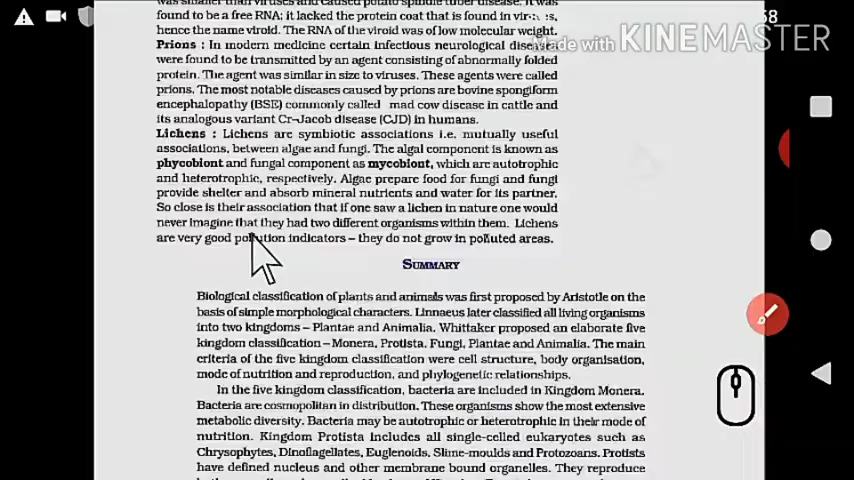 was smaller than viruses and caused potato spindle tuber disease. It was
found to be a free RNA; it lacked the protein coat that is found in
hence the name viroid. The RNA of the viroid was of low molecular weight.
58
Made with KINEMASTER
Prions : In modern medicine certain infectious neurological diseases
were found to be transmitted by an agent consisting of abnormally folded
protein. The agent was similar in size to viruses. These agents were called
prions. The most notable diseases caused by prions are bovine spongiform
encephalopathy (BSE) commonly called mad cow disease in cattle and
its analogous variant Cr–Jacob disease (CJD) in humans.
Lichens : Lichens are symbiotic associations i.e. mutually useful
associations, between algae and fungi. The algal component is known as
phycobiont and fungal component as mycobiont, which are autotrophic
and heterotrophic, respectively. Algae prepare food for fungi and fungi
provide shelter and absorb mineral nutrients and water for its partner.
So close is their association that if one saw a lichen in nature one would
never imagine that they had two different organisms within them. Lichens
are very good pollution indicators – they do not grow in polluted areas.
SUMMARY
Biological classification of plants and animals was first proposed by Aristotle on the
basis of simple morphological characters. Linnaeus later classified all living organisms
into two kingdoms – Plantae and Animalia. Whittaker proposed an elaborate five
kingdom classification – Monera, Protista, Fungi, Plantae and Animalia. The main
criteria of the five kingdom classification were cell structure, body organisation,
mode of nutrition and reproduction, and phylogenetic relationships.
In the five kingdom classification, bacteria are included in Kingdom Monera.
Bacteria are cosmopolitan in distribution. These organisms show the most extensive
metabolic diversity. Bacteria may be autotrophic or heterotrophic in their mode of
nutrition. Kingdom Protista includes all single-celled eukaryotes such as
Chrysophytes, Dinoflagellates, Euglenoids, Slime-moulds and Protozoans. Protists
have defined nucleus and other membrane bound organelles. They reproduce